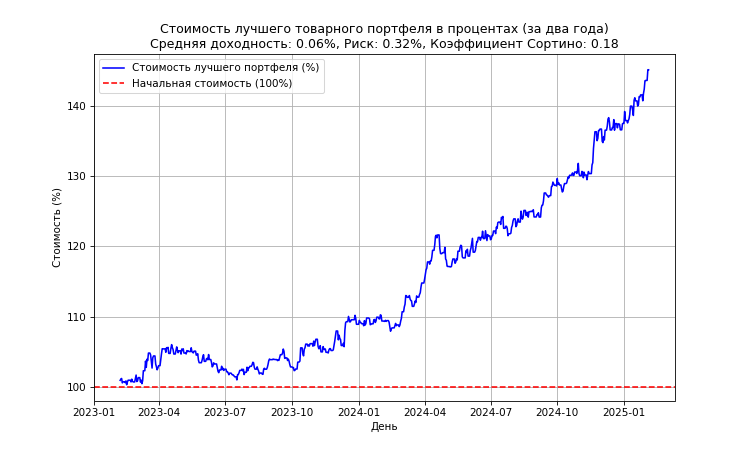 Стоимость лучшего товарного портфеля в процентах (за два года)
Средняя доходность: 0.06%, Риск: 0.32%, Коэффициент Сортино: 0.18
Стоимость лучшего портфеля (%)
Начальная стоимость (100%)
Стоимость (%)
140
130
120
110
100
2023-01 2023-04 2023-07 2023-10 2024-01 2024-04 2024-07 2024-10 2025-01
День